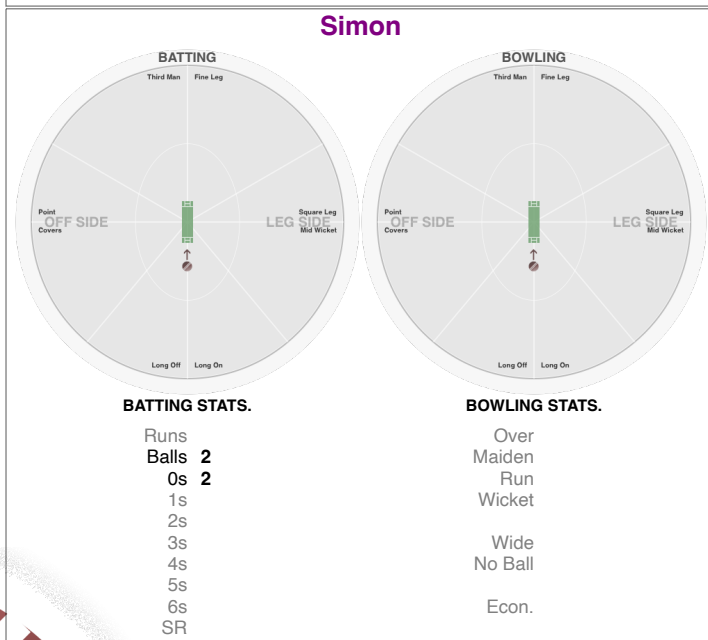 Simon
BATTING
Third Man Fine Leg
Point
OFF SIDE
Covers
Square Leg
LEG SIDE
Mid Wicket
Long Off Long On
BATTING STATS.
Runs
Balls 2
0s 2
1s
2s
3s
4s
5s
6s
SR
BOWLING
Third Man Fine Leg
Point
OFF SIDE
Covers
Square Leg
LEG SIDE
Mid Wicket
Long Off Long On
BOWLING STATS.
Over
Maiden
Run
Wicket
Wide
No Ball
Econ.